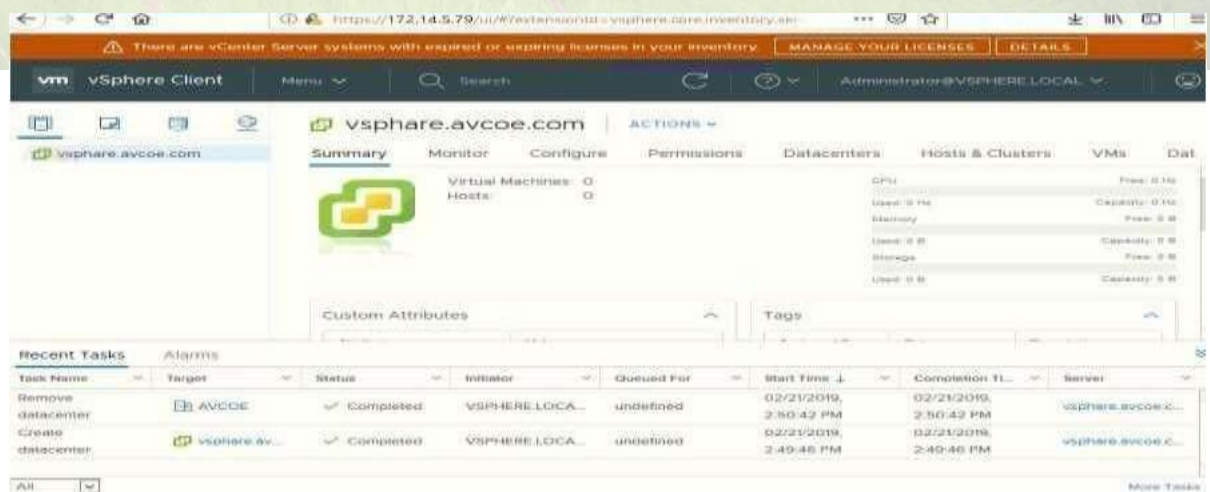 https://172.14.5.79/ui/#?extensionId=vsphere.core.inventory.ser
There are vCenter Server systems with expired or expiring licenses in your inventory MANAGE YOUR LICENSES DETAILS
vm vSphere Client Menu Search Administrator@VSPHERE.LOCAL
vsphare.avcoe.com ACTIONS
vsphare.avcoe.com
Summary Monitor Configure Permissions Datacenters Hosts & Clusters VMs Dat
Virtual Machines: 0
Hosts: 0
CPU Free: 0 Hz
Used: 0 Hz Capacity: 0 Hz
Memory Free: 0 B
Used: 0 B Capacity: 0 B
Storage Free: 0 B
Used: 0 B Capacity: 0 B
Custom Attributes Tags
Recent Tasks Alarms
Task Name Target Status Initiator Queued For Start Time ↓ Completion Ti... Server
Remove datacenter AVCOE Completed VSPHERE.LOCA... undefined 02/21/2019, 2:50:42 PM 02/21/2019, 2:50:42 PM vsphare.avcoe.c...
Create datacenter vsphare.av... Completed VSPHERE.LOCA... undefined 02/21/2019, 2:49:46 PM 02/21/2019, 2:49:46 PM vsphare.avcoe.c...
All More Tasks